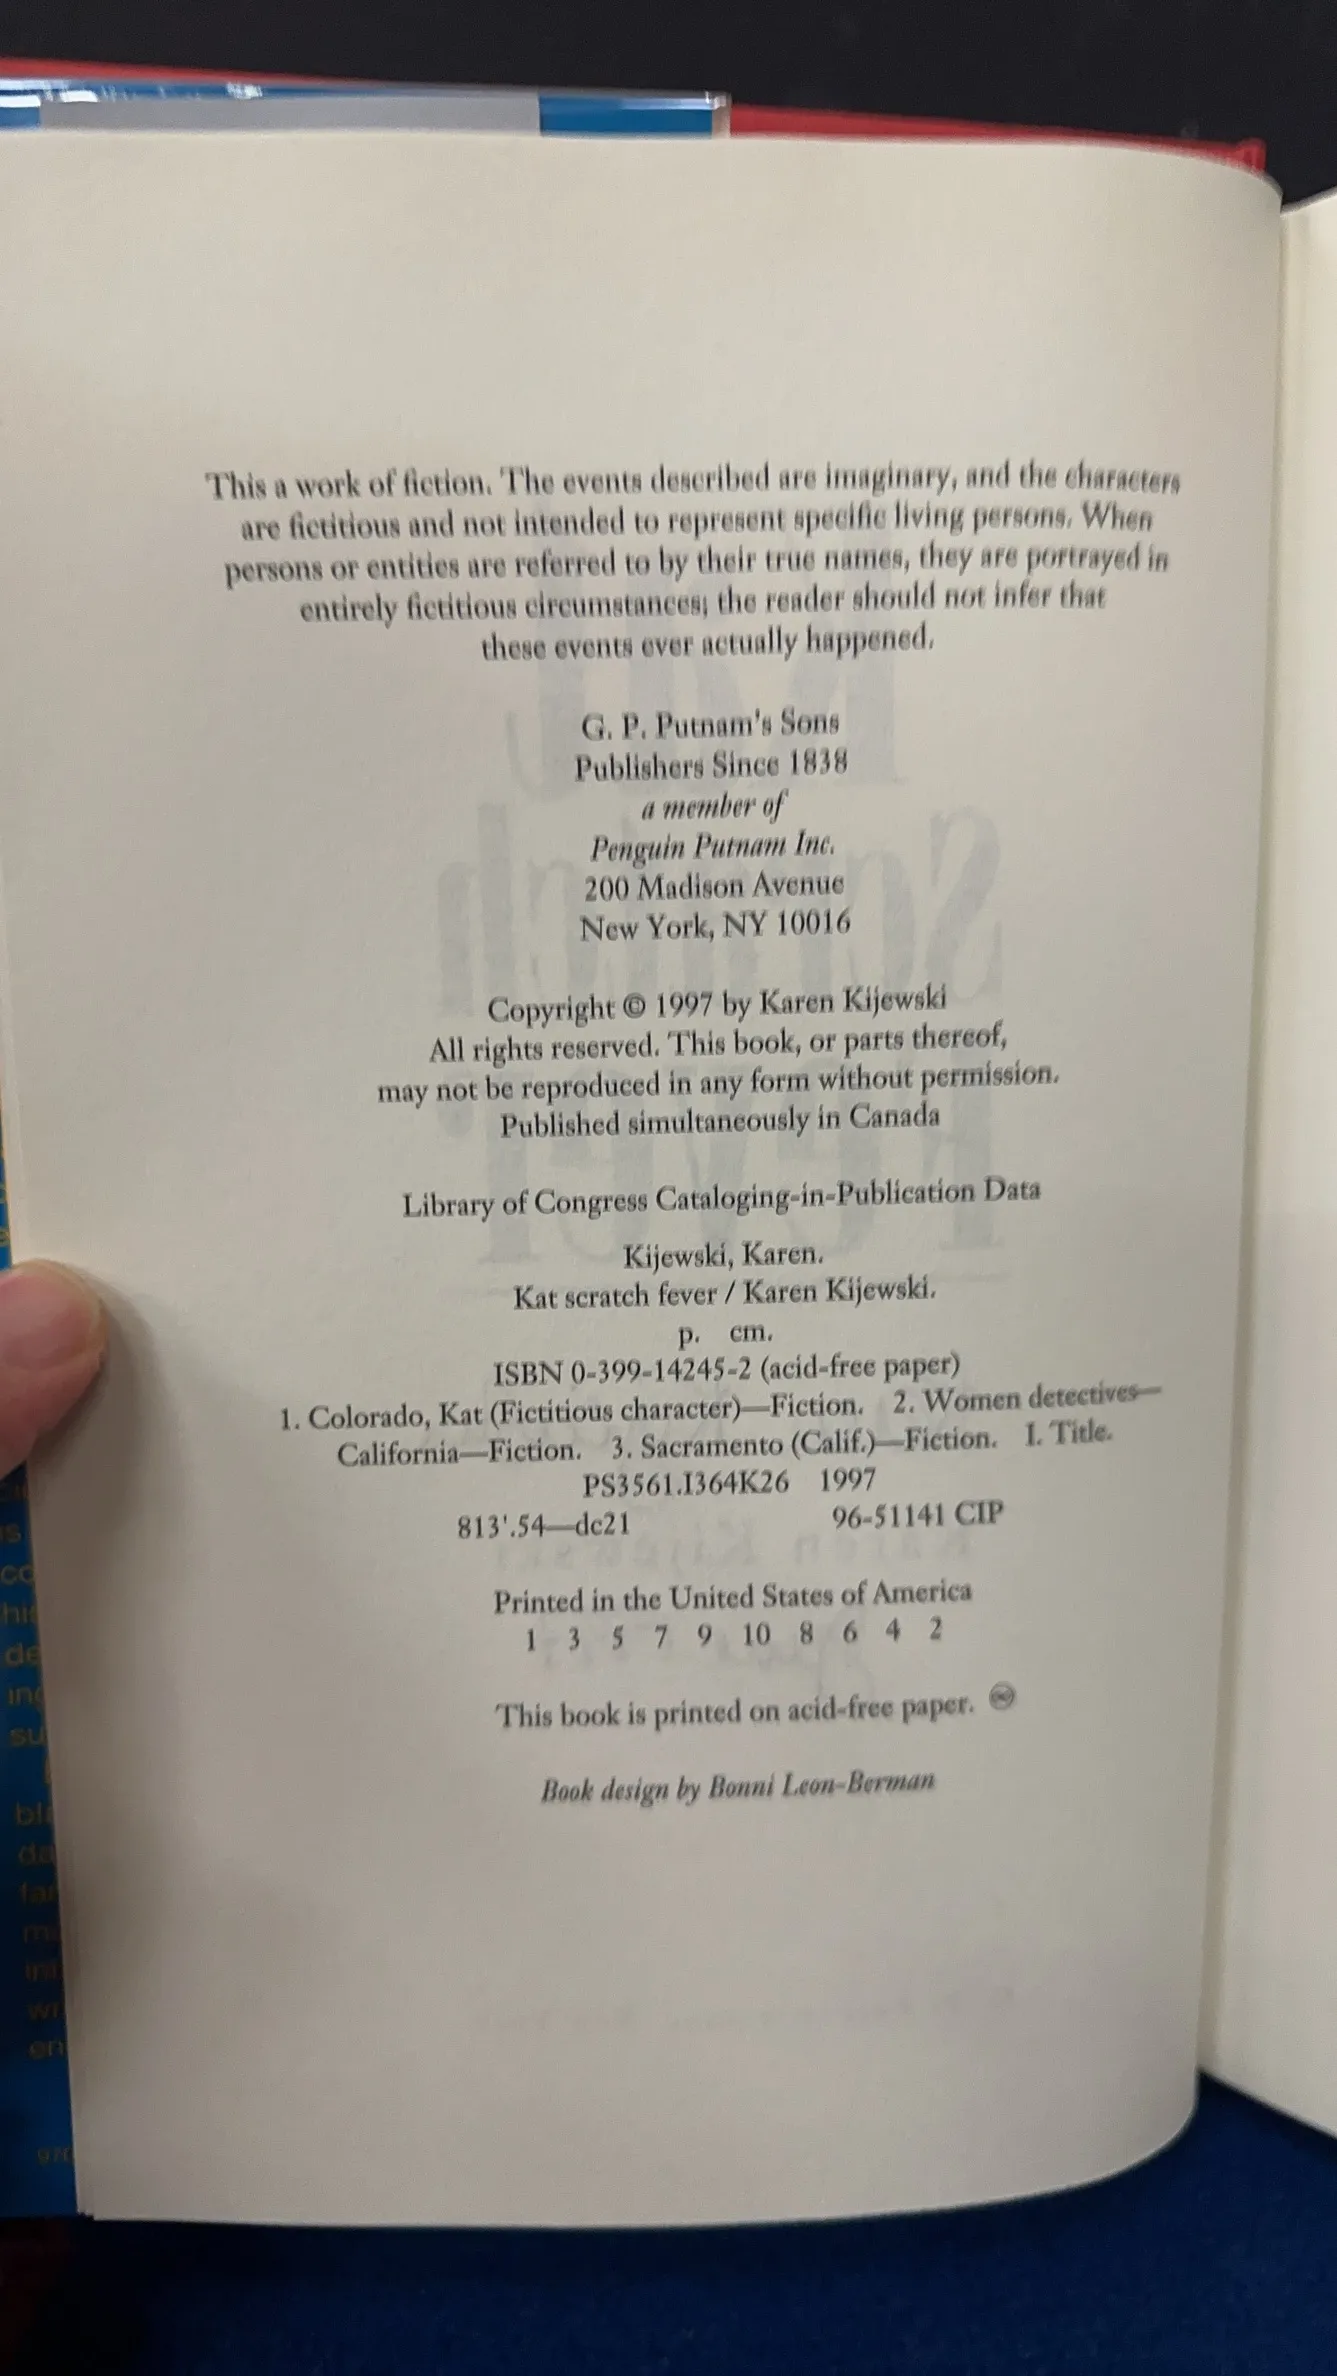 This a work of fiction. The events described are imaginary, and the characters
are fictitious and not intended to represent specific living persons. When
persons or entities are referred to by their true names, they are portrayed in
entirely fictitious circumstances; the reader should not infer that
these events ever actually happened.
G. P. Putnam's Sons
Publishers Since 1838
a member of
Penguin Putnam Inc.
200 Madison Avenue
New York, NY 10016
Copyright © 1997 by Karen Kijewski
All rights reserved. This book, or parts thereof,
may not be reproduced in any form without permission.
Published simultaneously in Canada
Library of Congress Cataloging-in-Publication Data
Kijewski, Karen.
Kat scratch fever / Karen Kijewski.
p. cm.
ISBN 0-399-14245-2 (acid-free paper)
1. Colorado, Kat (Fictitious character)—Fiction. 2. Women detectives—
California—Fiction. 3. Sacramento (Calif.)—Fiction. I. Title.
PS3561.I364K26 1997
813'.54—dc21 96-51141 CIP
Printed in the United States of America
1 3 5 7 9 10 8 6 4 2
This book is printed on acid-free paper. ♾
Book design by Bonni Leon-Berman